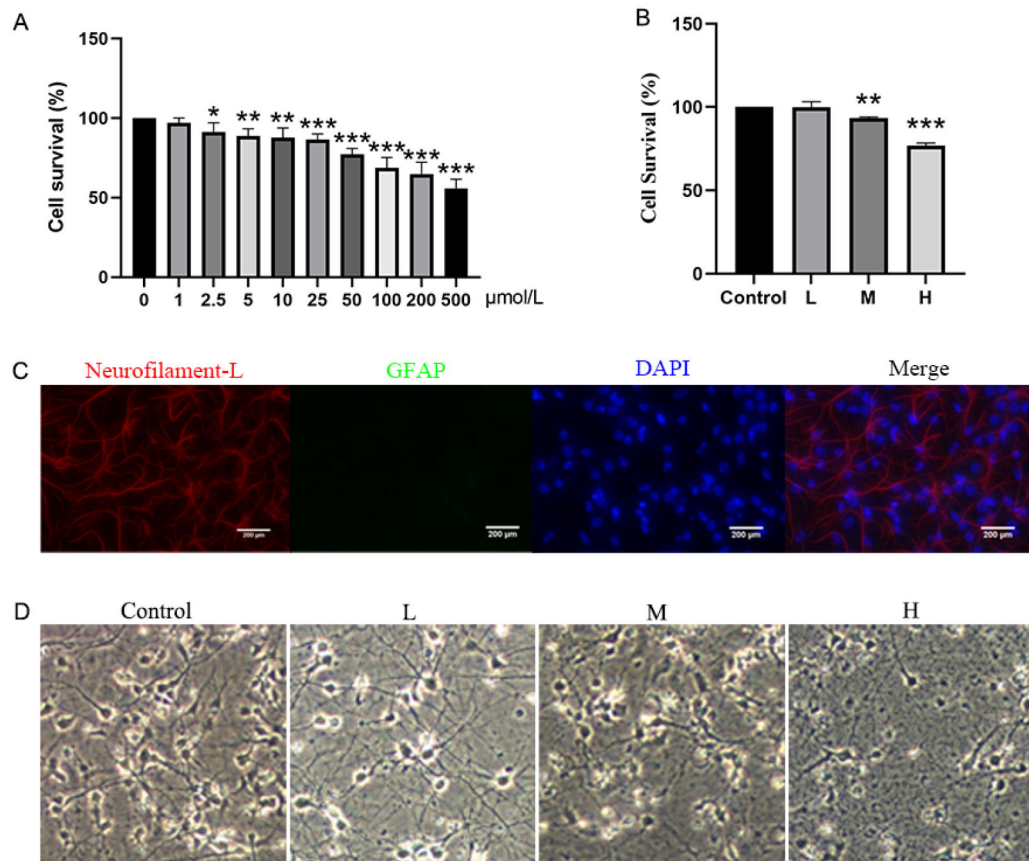 A
Cell survival (%)
150
100
50
0
* ** ** *** *** *** *** ***
0 1 2.5 5 10 25 50 100 200 500 μmol/L
B
Cell Survival (%)
150
100
50
0
** ***
Control L M H
C
Neurofilament-L GFAP DAPI Merge
200 μm 200 μm 200 μm 200 μm
D
Control L M H